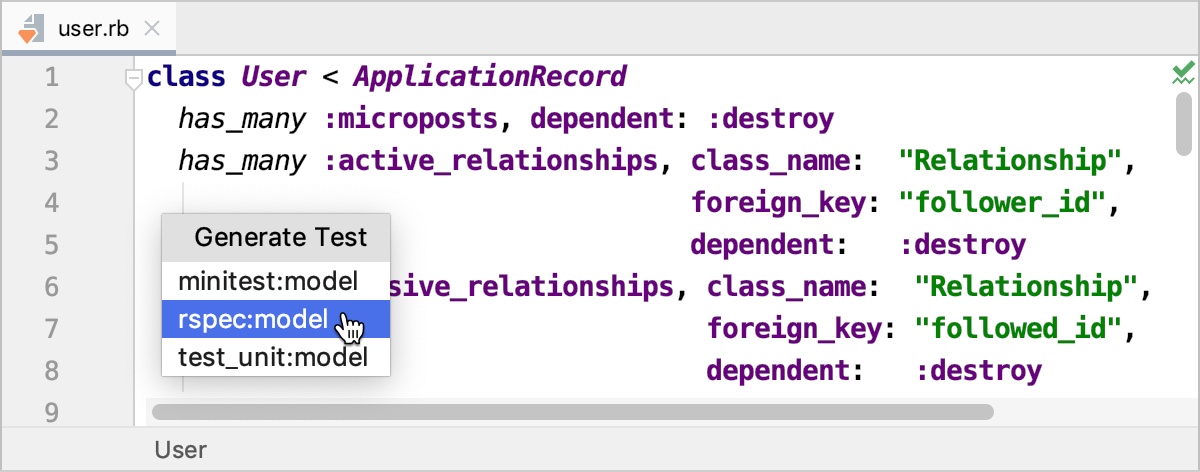 user.rb
1 class User < ApplicationRecord
2 has_many :microposts, dependent: :destroy
3 has_many :active_relationships, class_name: "Relationship",
4 foreign_key: "follower_id",
5 dependent: :destroy
6 sive_relationships, class_name: "Relationship",
7 foreign_key: "followed_id",
8 dependent: :destroy
9
Generate Test
minitest:model
rspec:model
test_unit:model
User